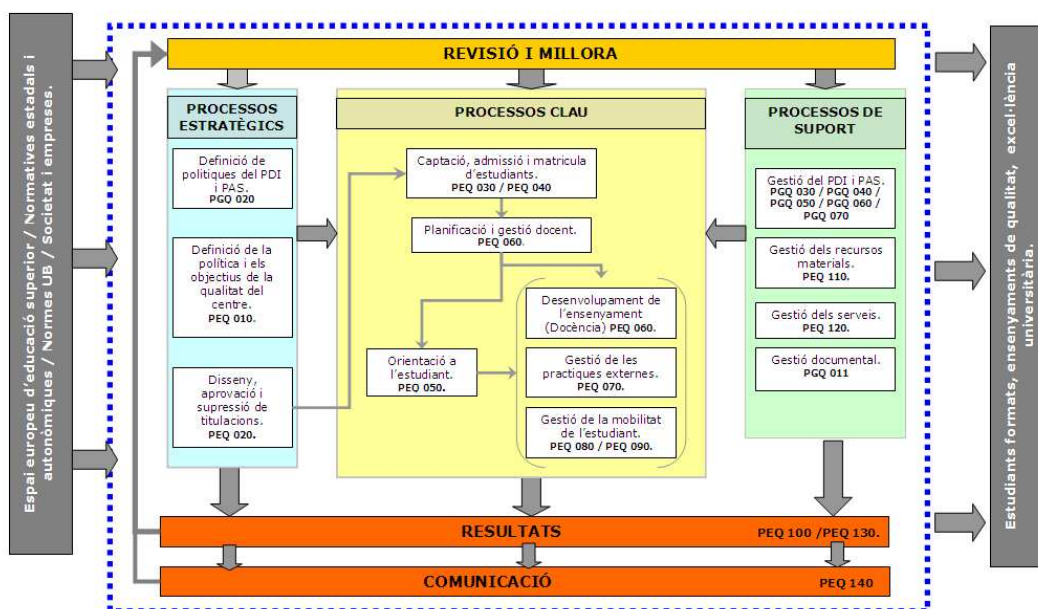 Espai europeu d'educació superior / Normatives estadals i
autonòmiques / Normes UB / Societat i empreses.
REVISIÓ I MILLORA
PROCESSOS
ESTRATÈGICS
Definició de
politiques del PDI
i PAS.
PGQ 020
Definició de la
política i els
objectius de la
qualitat del
centre.
PEQ 010.
Disseny,
aprovació i
supressió de
titulacions.
PEQ 020.
PROCESSOS CLAU
Captació, admissió i matricula
d'estudiants.
PEQ 030 / PEQ 040
Planificació i gestió docent.
PEQ 060.
Orientació a
l'estudiant.
PEQ 050.
Desenvolupament de
l'ensenyament
(Docència) PEQ 060.
Gestió de les
practiques externes.
PEQ 070.
Gestió de la mobilitat
de l'estudiant.
PEQ 080 / PEQ 090.
PROCESSOS DE
SUPORT
Gestió del PDI i PAS.
PGQ 030 / PGQ 040 /
PGQ 050 / PGQ 060 /
PGQ 070
Gestió dels recursos
materials.
PEQ 110.
Gestió dels serveis.
PEQ 120.
Gestió documental.
PGQ 011
RESULTATS
PEQ 100 /PEQ 130.
COMUNICACIÓ
PEQ 140
Estudiants formats, ensenyaments de qualitat, excel·lència
universitària.